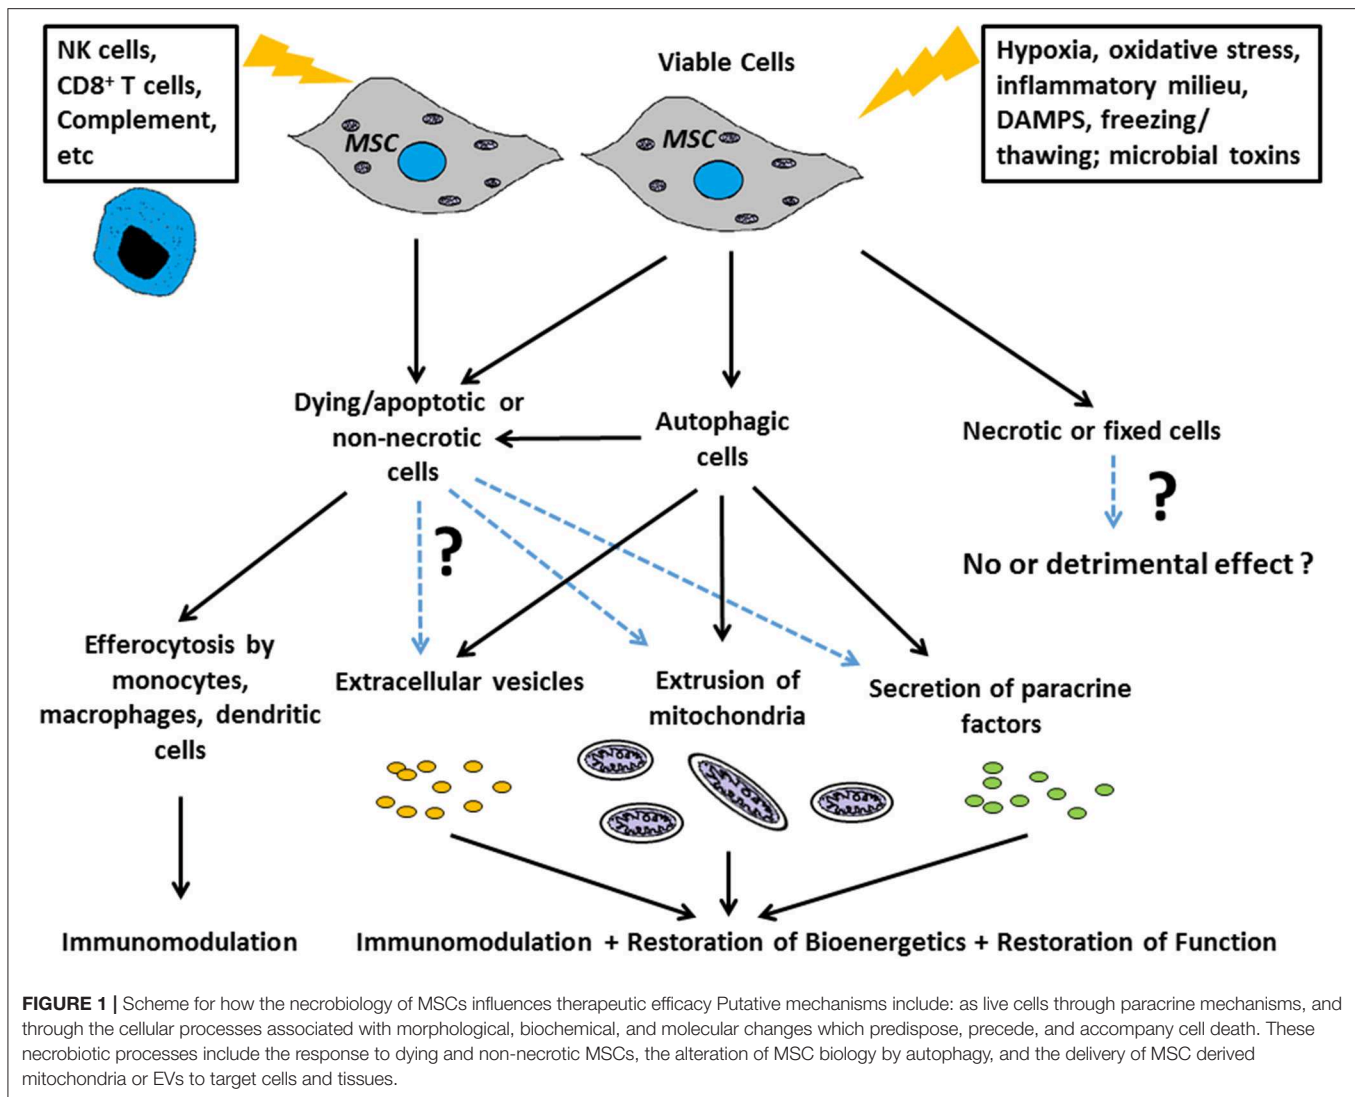 NK cells,
CD8+ T cells,
Complement,
etc
Viable Cells
Hypoxia, oxidative stress,
inflammatory milieu,
DAMPS, freezing/
thawing; microbial toxins
MSC
MSC
Dying/apoptotic or
non-necrotic
cells
Autophagic
cells
Necrotic or fixed cells
?
?
No or detrimental effect ?
Efferocytosis by
monocytes,
macrophages, dendritic
cells
Extracellular vesicles
Extrusion of
mitochondria
Secretion of paracrine
factors
Immunomodulation
Immunomodulation + Restoration of Bioenergetics + Restoration of Function
FIGURE 1 | Scheme for how the necrobiology of MSCs influences therapeutic efficacy Putative mechanisms include: as live cells through paracrine mechanisms, and
through the cellular processes associated with morphological, biochemical, and molecular changes which predispose, precede, and accompany cell death. These
necrobiotic processes include the response to dying and non-necrotic MSCs, the alteration of MSC biology by autophagy, and the delivery of MSC derived
mitochondria or EVs to target cells and tissues.